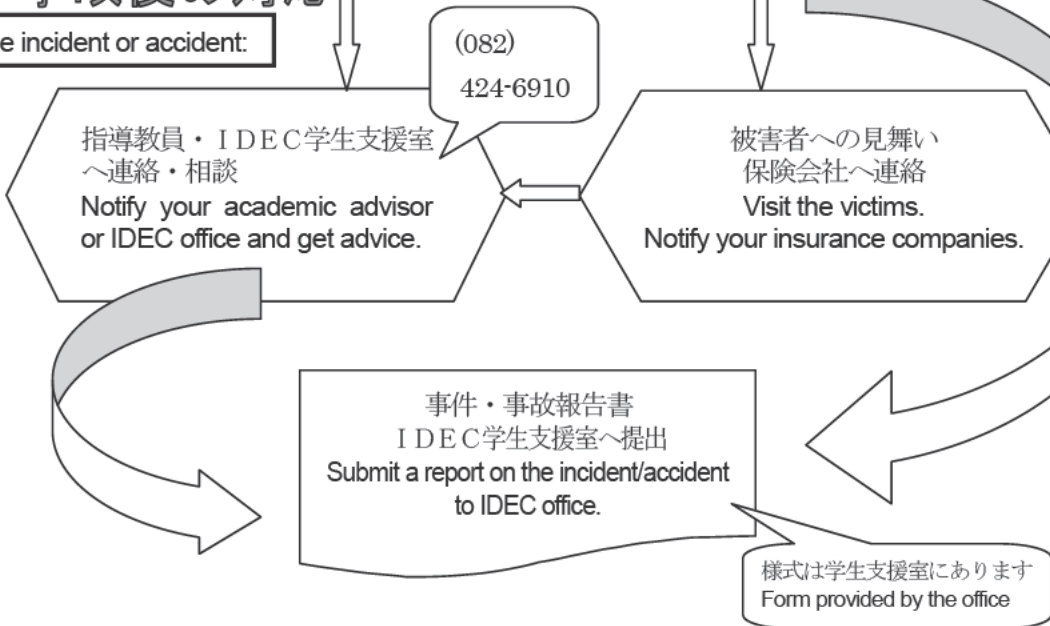 e incident or accident:
(082)
424-6910
指導教員・ＩＤＥＣ学生支援室
へ連絡・相談
Notify your academic advisor
or IDEC office and get advice.
被害者への見舞い
保険会社へ連絡
Visit the victims.
Notify your insurance companies.
事件・事故報告書
ＩＤＥＣ学生支援室へ提出
Submit a report on the incident/accident
to IDEC office.
様式は学生支援室にあります
Form provided by the office